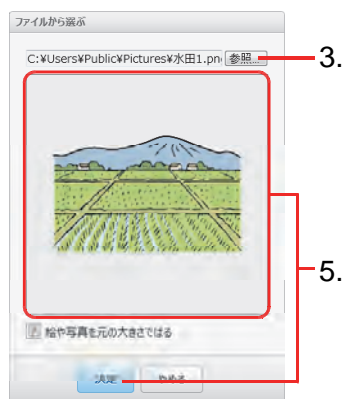 ファイルから選ぶ
C:¥Users¥Public¥Pictures¥水田1.pn 参照... 3.
5.
絵や写真を元の大きさではる
決定 やめる